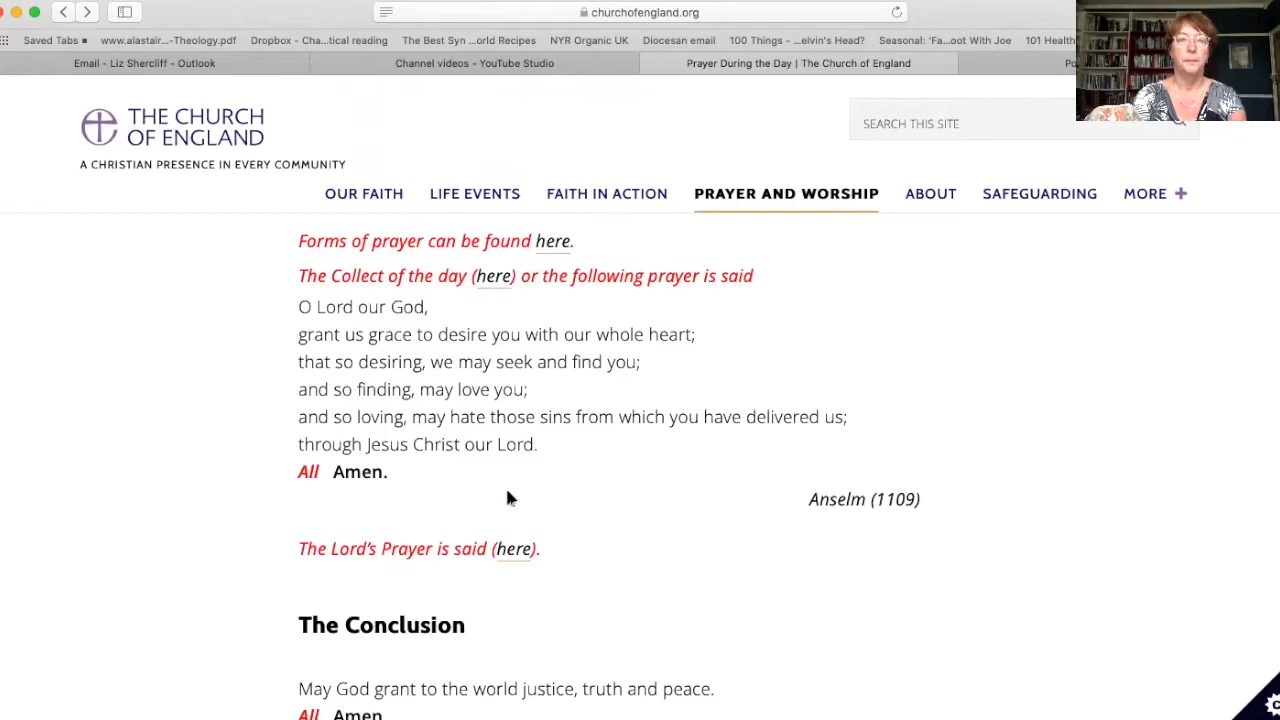 churchofengland.org
Saved Tabs www.alastair...-Theology.pdf Dropbox - Cha...tical reading The best Syn ...ed Recipes NYR Organic UK Diocesan email 100 Things - ...elvin's Head? Seasonal: 'Fa...oot With Joe 101 Health
Email - Liz Shercliff - Outlook Channel videos - YouTube Studio Prayer During the Day | The Church of England Po
THE CHURCH
OF ENGLAND
SEARCH THIS SITE
A CHRISTIAN PRESENCE IN EVERY COMMUNITY
OUR FAITH LIFE EVENTS FAITH IN ACTION PRAYER AND WORSHIP ABOUT SAFEGUARDING MORE +
Forms of prayer can be found here.
The Collect of the day (here) or the following prayer is said
O Lord our God,
grant us grace to desire you with our whole heart;
that so desiring, we may seek and find you;
and so finding, may love you;
and so loving, may hate those sins from which you have delivered us;
through Jesus Christ our Lord.
All Amen.
Anselm (1109)
The Lord's Prayer is said (here).
The Conclusion
May God grant to the world justice, truth and peace.
All Amen